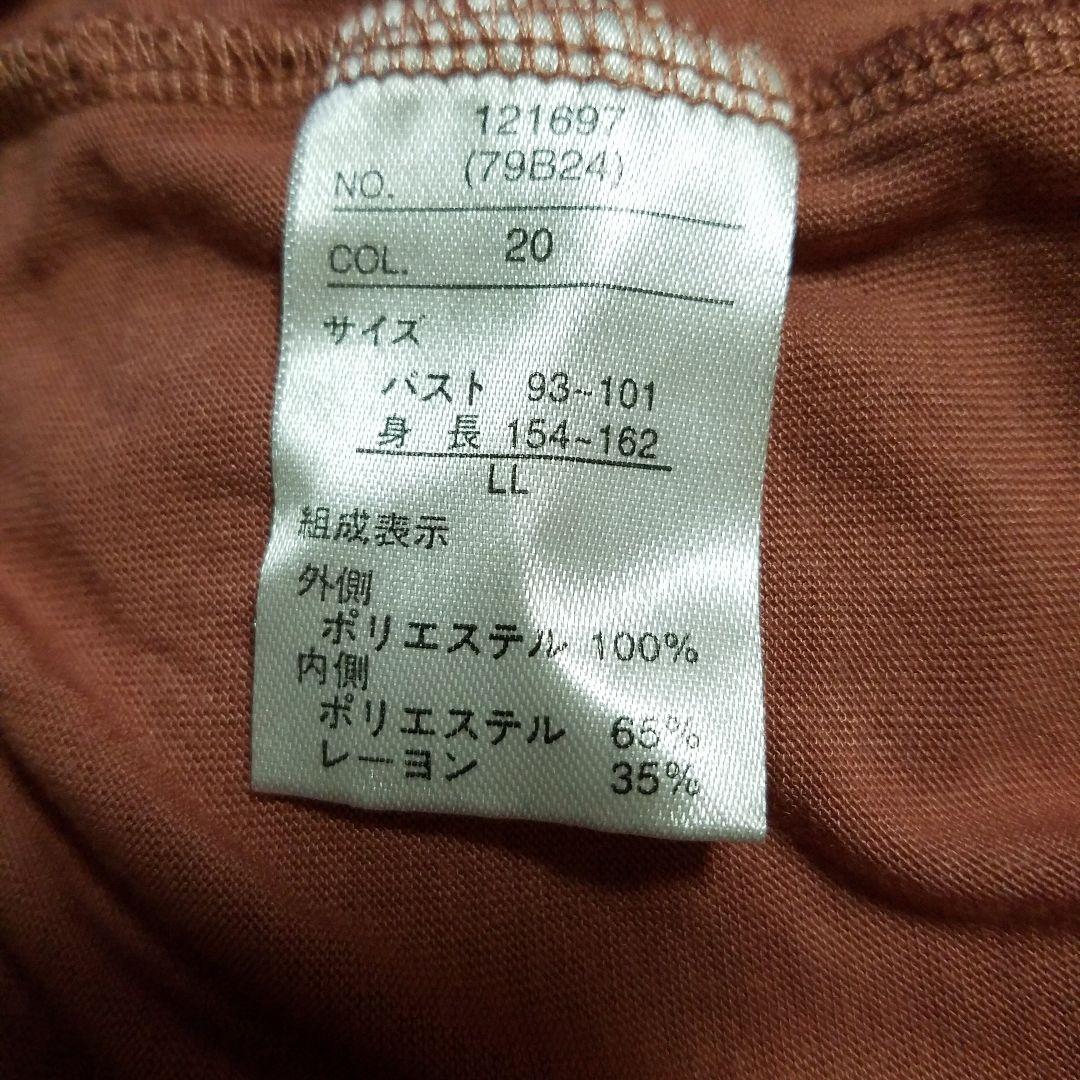 121697
NO. (79B24)
COL. 20
サイズ
バスト 93~101
身 長 154~162
LL
組成表示
外側
ポリエステル 100%
内側
ポリエステル 65%
レーヨン 35%